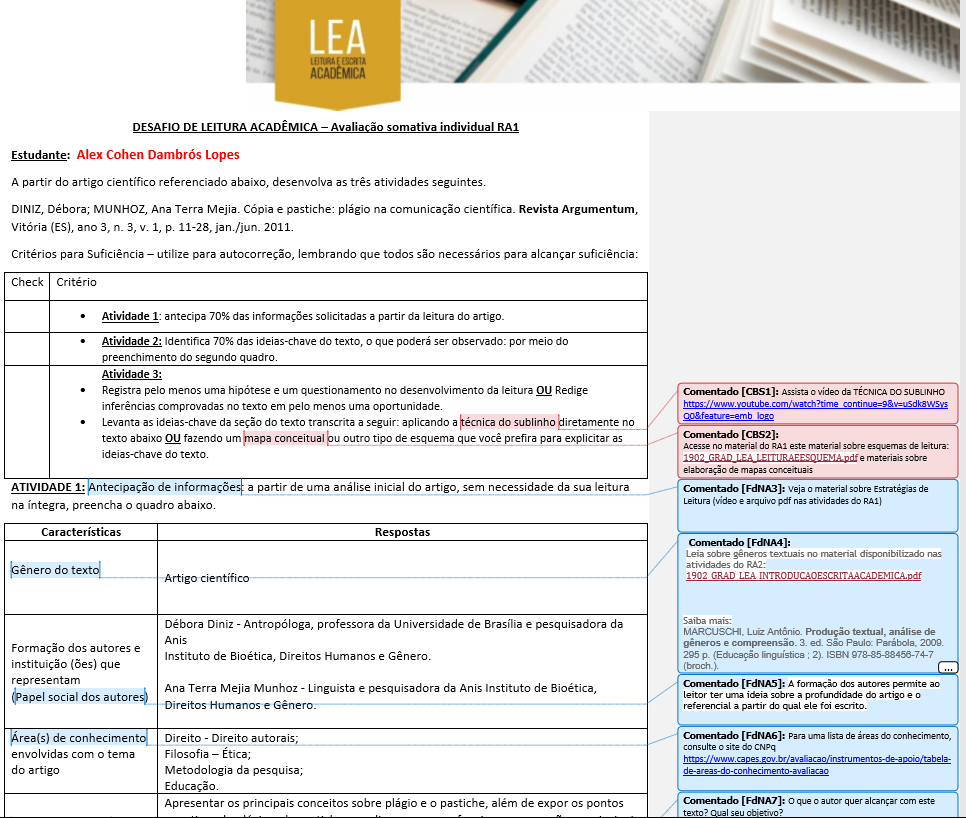 LEA
LEITURA E ESCRITA
ACADÊMICA
DESAFIO DE LEITURA ACADÊMICA – Avaliação somativa individual RA1
Estudante: Alex Cohen Dambrós Lopes
A partir do artigo científico referenciado abaixo, desenvolva as três atividades seguintes.
DINIZ, Débora; MUNHOZ, Ana Terra Mejia. Cópia e pastiche: plágio na comunicação científica. Revista Argumentum,
Vitória (ES), ano 3, n. 3, v. 1, p. 11-28, jan./jun. 2011.
Critérios para Suficiência – utilize para autocorreção, lembrando que todos são necessários para alcançar suficiência:
Check Critério
• Atividade 1: antecipa 70% das informações solicitadas a partir da leitura do artigo.
• Atividade 2: Identifica 70% das ideias-chave do texto, o que poderá ser observado: por meio do
preenchimento do segundo quadro.
Atividade 3:
• Registra pelo menos uma hipótese e um questionamento no desenvolvimento da leitura OU Redige
inferências comprovadas no texto em pelo menos uma oportunidade.
• Levanta as ideias-chave da seção do texto transcrita a seguir: aplicando a técnica do sublinho diretamente no
texto abaixo OU fazendo um mapa conceitual ou outro tipo de esquema que você prefira para explicitar as
ideias-chave do texto.
ATIVIDADE 1: Antecipação de informações: a partir de uma análise inicial do artigo, sem necessidade da sua leitura
na íntegra, preencha o quadro abaixo.
Características Respostas
Gênero do texto
Artigo científico
Formação dos autores e
instituição (ões) que
representam
(Papel social dos autores)
Débora Diniz - Antropóloga, professora da Universidade de Brasília e pesquisadora da
Anis
Instituto de Bioética, Direitos Humanos e Gênero.
Ana Terra Mejia Munhoz - Linguista e pesquisadora da Anis Instituto de Bioética,
Direitos Humanos e Gênero.
Área(s) de conhecimento
envolvidas com o tema
do artigo
Direito - Direito autorais;
Filosofia – Ética;
Metodologia da pesquisa;
Educação.
Apresentar os principais conceitos sobre plágio e o pastiche, além de expor os pontos
Comentado [CBS1]: Assista o vídeo da TÉCNICA DO SUBLINHO
https://www.youtube.com/watch?time_continue=9&v=uSdk8WSys
Q0&feature=emb_logo
Comentado [CBS2]:
Acesse no material do RA1 este material sobre esquemas de leitura:
1902_GRAD_LEA_LEITURAEESQUEMA.pdf e materiais sobre
elaboração de mapas conceituais
Comentado [FdNA3]: Veja o material sobre Estratégias de
Leitura (vídeo e arquivo pdf nas atividades do RA1)
Comentado [FdNA4]:
Leia sobre gêneros textuais no material disponibilizado nas
atividades do RA2:
1902_GRAD_LEA_INTRODUCAOESCRITAACADEMICA.pdf
Saiba mais:
MARCUSCHI, Luiz Antônio. Produção textual, análise de
gêneros e compreensão. 3. ed. São Paulo: Parábola, 2009.
295 p. (Educação linguística ; 2). ISBN 978-85-88456-74-7
(broch.).
...
Comentado [FdNA5]: A formação dos autores permite ao
leitor ter uma ideia sobre a profundidade do artigo e o
referencial a partir do qual ele foi escrito.
Comentado [FdNA6]: Para uma lista de áreas do conhecimento,
consulte o site do CNPq
https://www.capes.gov.br/avaliacao/instrumentos-de-apoio/tabela-
de-areas-do-conhecimento-avaliacao
Comentado [FdNA7]: O que o autor quer alcançar com este
texto? Qual seu objetivo?